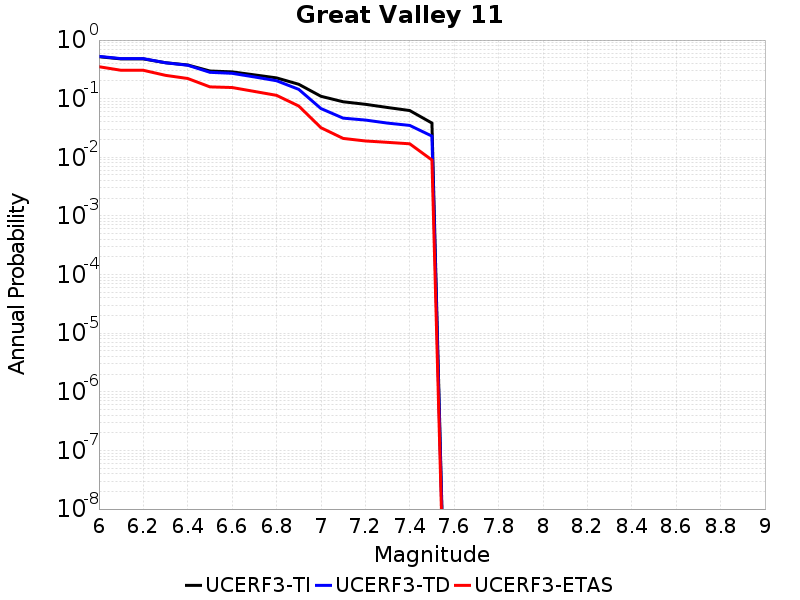 Great Valley 11
Annual Probability
10^0
10^-1
10^-2
10^-3
10^-4
10^-5
10^-6
10^-7
10^-8
6 6.2 6.4 6.6 6.8 7 7.2 7.4 7.6 7.8 8 8.2 8.4 8.6 8.8 9
Magnitude
UCERF3-TI UCERF3-TD UCERF3-ETAS